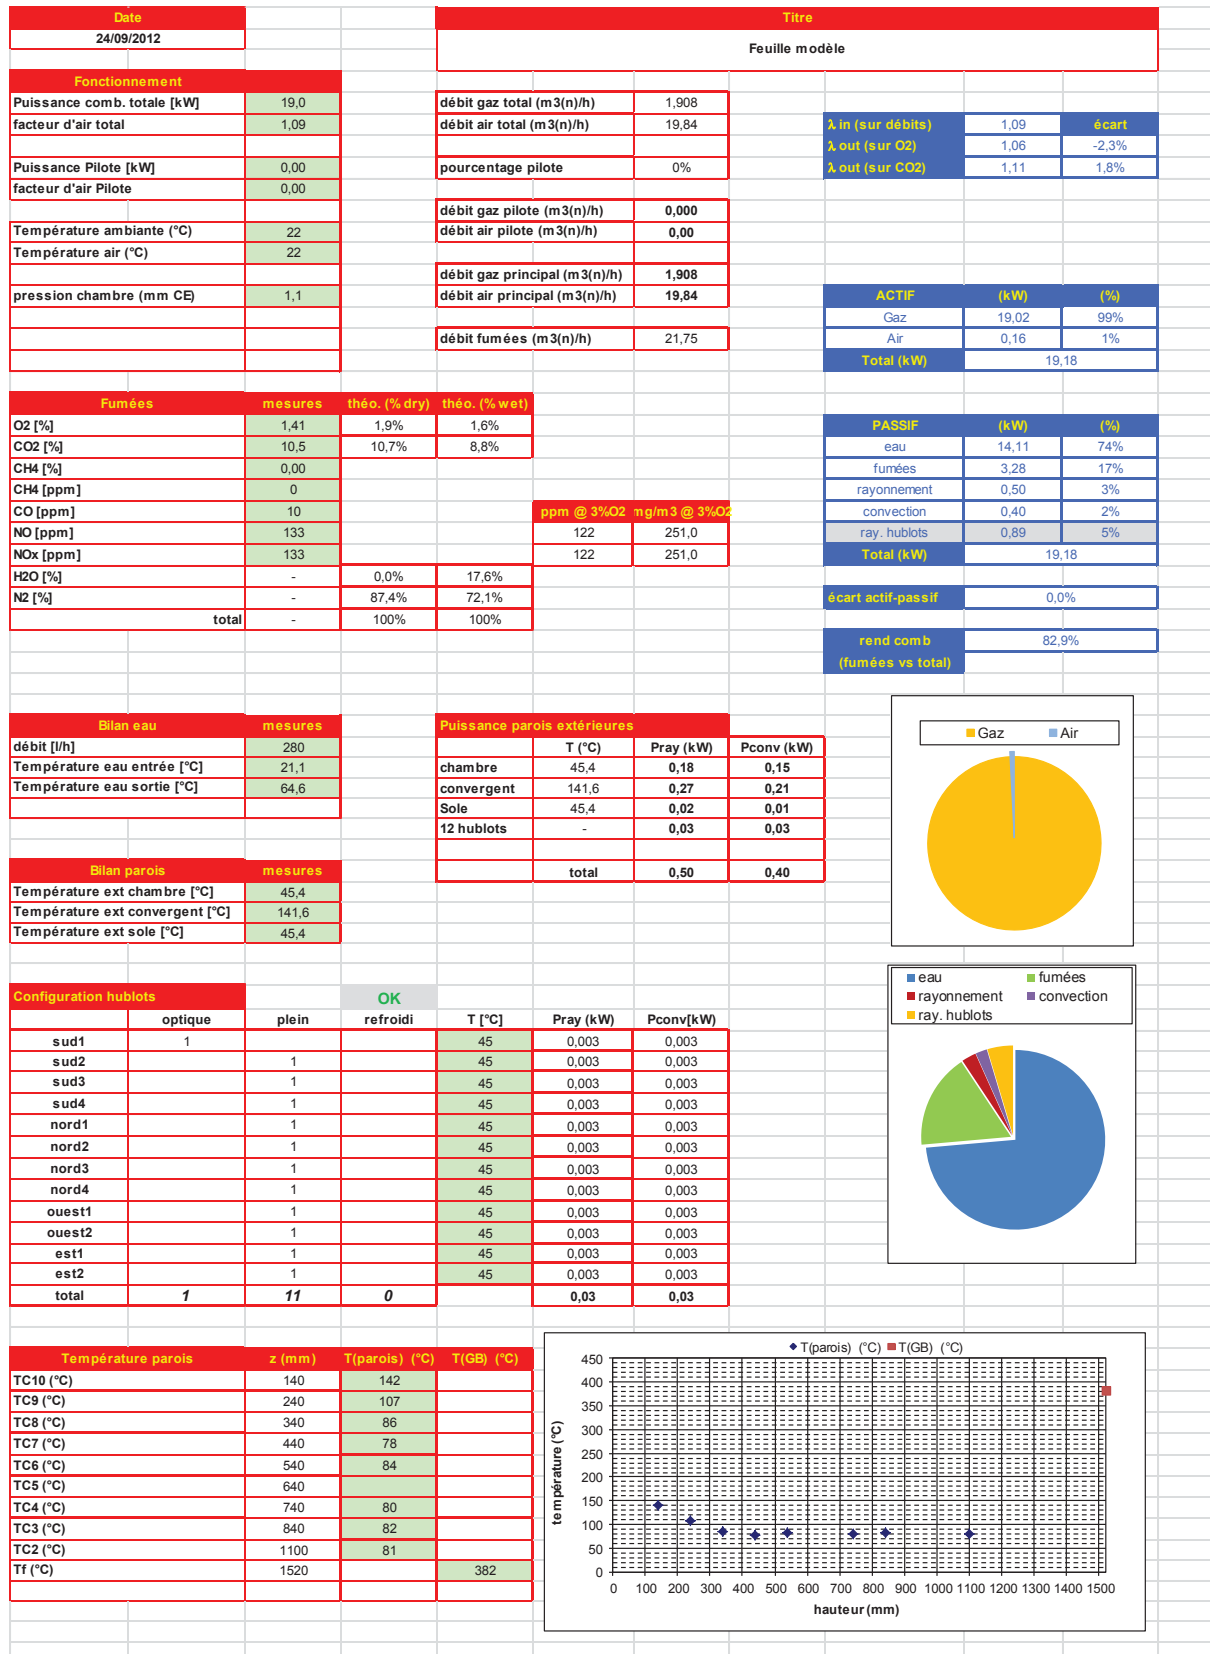 Date
Titre
24/09/2012
Feuille modèle
Fonctionnement
Puissance comb. totale [kW] 19,0
débit gaz total (m3(n)/h) 1,908
facteur d'air total 1,09
débit air total (m3(n)/h) 19,84
λ in (sur débits) 1,09 écart
λ out (sur O2) 1,06 -2,3%
Puissance Pilote [kW] 0,00
pourcentage pilote 0%
λ out (sur CO2) 1,11 1,8%
facteur d'air Pilote 0,00
débit gaz pilote (m3(n)/h) 0,000
Température ambiante (°C) 22
débit air pilote (m3(n)/h) 0,00
Température air (°C) 22
débit gaz principal (m3(n)/h) 1,908
pression chambre (mm CE) 1,1
débit air principal (m3(n)/h) 19,84
débit fumées (m3(n)/h) 21,75
ACTIF (kW) (%)
Gaz 19,02 99%
Air 0,16 1%
Total (kW) 19,18
Fumées mesures théo. (% dry) théo. (% wet)
O2 [%] 1,41 1,9% 1,6%
CO2 [%] 10,5 10,7% 8,8%
CH4 [%] 0,00
CH4 [ppm] 0
CO [ppm] 10
ppm @ 3%O2 mg/m3 @ 3%O2
NO [ppm] 133 122 251,0
NOx [ppm] 133 122 251,0
H2O [%] - 0,0% 17,6%
N2 [%] - 87,4% 72,1%
total - 100% 100%
PASSIF (kW) (%)
eau 14,11 74%
fumées 3,28 17%
rayonnement 0,50 3%
convection 0,40 2%
ray. hublots 0,89 5%
Total (kW) 19,18
écart actif-passif 0,0%
rend comb 82,9%
(fumées vs total)
Bilan eau mesures
débit [l/h] 280
Température eau entrée [°C] 21,1
Température eau sortie [°C] 64,6
Puissance parois extérieures
T (°C) Pray (kW) Pconv (kW)
chambre 45,4 0,18 0,15
convergent 141,6 0,27 0,21
Sole 45,4 0,02 0,01
12 hublots - 0,03 0,03
total 0,50 0,40
Gaz Air
Bilan parois mesures
Température ext chambre [°C] 45,4
Température ext convergent [°C] 141,6
Température ext sole [°C] 45,4
eau fumées
rayonnement convection
ray. hublots
Configuration hublots OK
optique plein refroidi T [°C] Pray (kW) Pconv[kW)
sud1 1 45 0,003 0,003
sud2 1 45 0,003 0,003
sud3 1 45 0,003 0,003
sud4 1 45 0,003 0,003
nord1 1 45 0,003 0,003
nord2 1 45 0,003 0,003
nord3 1 45 0,003 0,003
nord4 1 45 0,003 0,003
ouest1 1 45 0,003 0,003
ouest2 1 45 0,003 0,003
est1 1 45 0,003 0,003
est2 1 45 0,003 0,003
total 1 11 0 0,03 0,03
Température parois z (mm) T(parois) (°C) T(GB) (°C)
TC10 (°C) 140 142
TC9 (°C) 240 107
TC8 (°C) 340 86
TC7 (°C) 440 78
TC6 (°C) 540 84
TC5 (°C) 640
TC4 (°C) 740 80
TC3 (°C) 840 82
TC2 (°C) 1100 81
Tf (°C) 1520 382
T(parois) (°C) T(GB) (°C)
température (°C)
450
400
350
300
250
200
150
100
50
0
0 100 200 300 400 500 600 700 800 900 1000 1100 1200 1300 1400 1500
hauteur (mm)